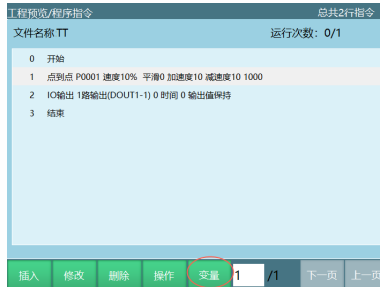 工程预览/程序指令 总共2行指令
文件名称 TT 运行次数: 0/1
0 开始
1 点到点 P0001 速度10% 平滑0 加速度10 减速度10 1000
2 IO输出 1路输出(DOUT1-1) 0 时间 0 输出值保持
3 结束
插入 修改 删除 操作 变量 1 /1 下一页 上一页